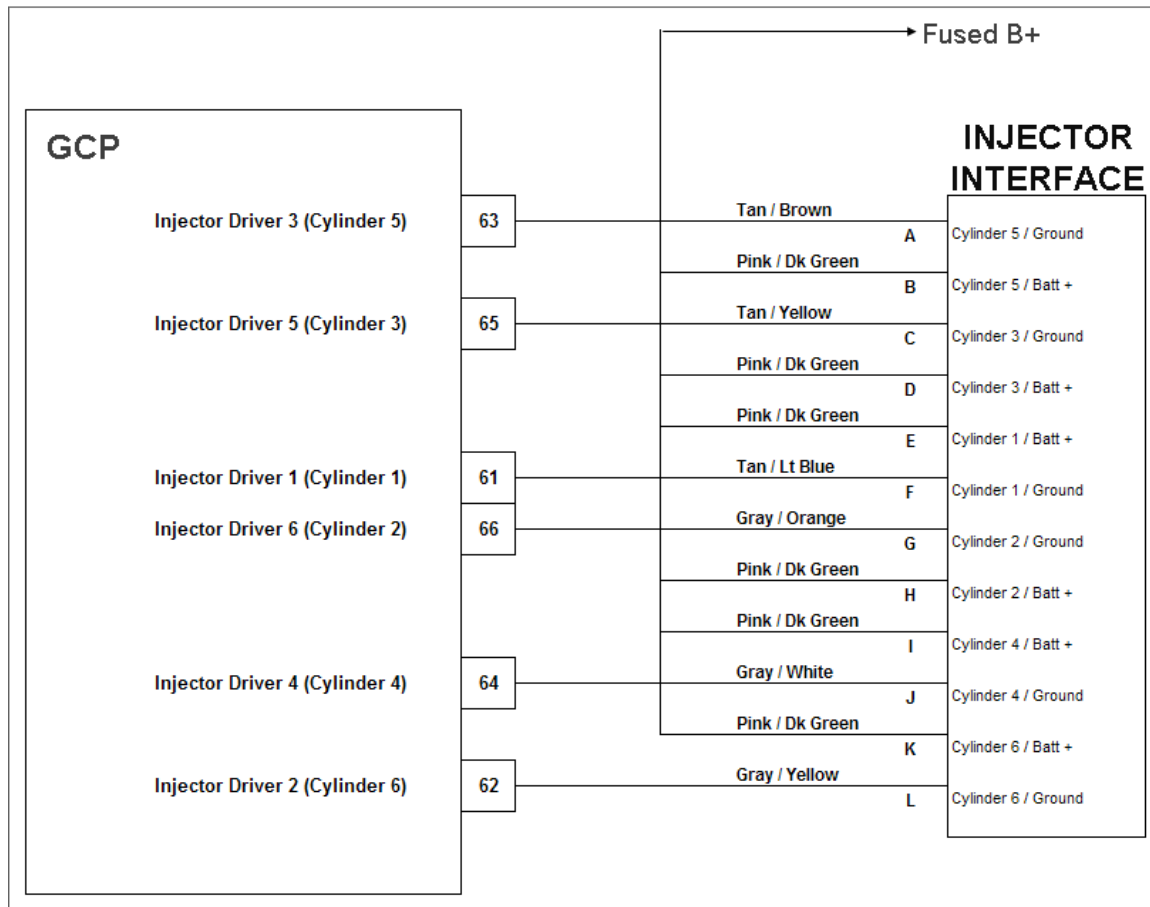 Fused B+
GCP
INJECTOR
INTERFACE
Injector Driver 3 (Cylinder 5)
63
Tan / Brown
A
Cylinder 5 / Ground
Pink / Dk Green
B
Cylinder 5 / Batt +
Injector Driver 5 (Cylinder 3)
65
Tan / Yellow
C
Cylinder 3 / Ground
Pink / Dk Green
D
Cylinder 3 / Batt +
Pink / Dk Green
E
Cylinder 1 / Batt +
Injector Driver 1 (Cylinder 1)
61
Tan / Lt Blue
F
Cylinder 1 / Ground
Injector Driver 6 (Cylinder 2)
66
Gray / Orange
G
Cylinder 2 / Ground
Pink / Dk Green
H
Cylinder 2 / Batt +
Pink / Dk Green
I
Cylinder 4 / Batt +
Injector Driver 4 (Cylinder 4)
64
Gray / White
J
Cylinder 4 / Ground
Pink / Dk Green
K
Cylinder 6 / Batt +
Injector Driver 2 (Cylinder 6)
62
Gray / Yellow
L
Cylinder 6 / Ground